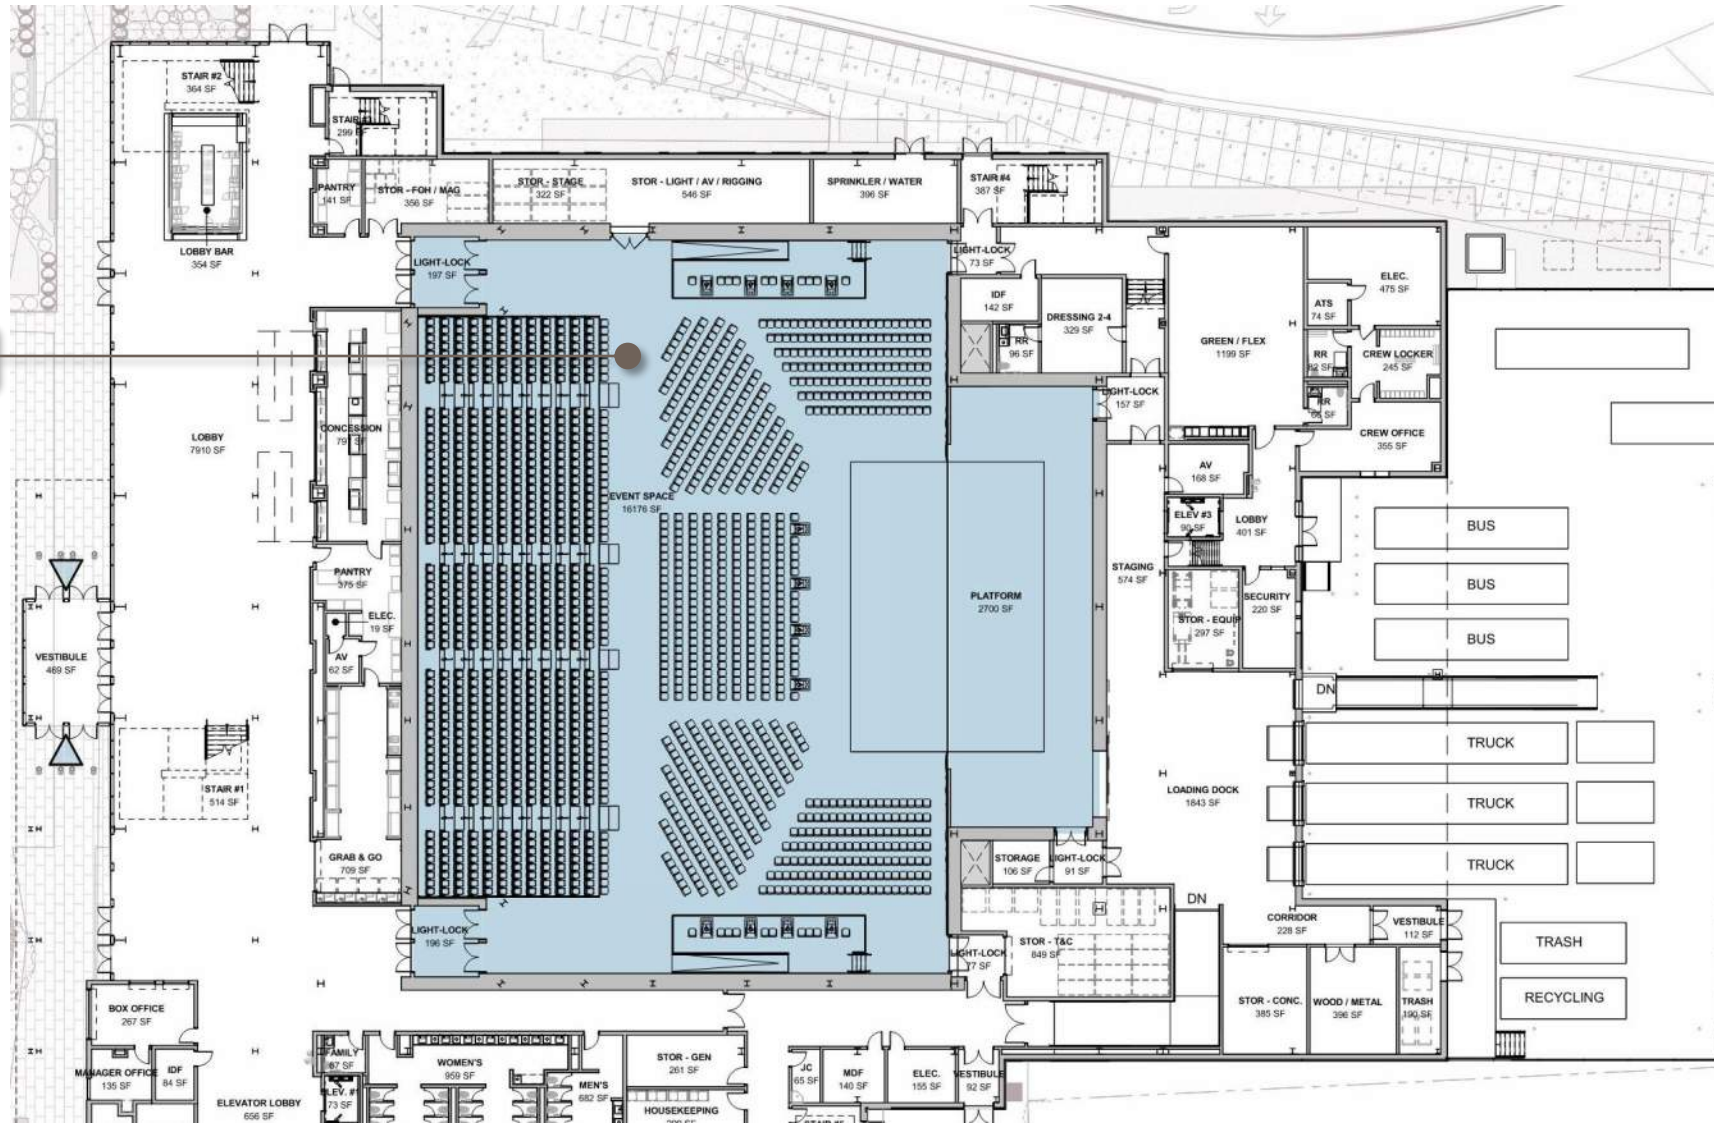 STAIR #2
364 SF
299
LOBBY BAR
354 SF
PANTRY
141 SF
STOR - FOH / MAG
356 SF
STOR - STAGE
322 SF
STOR - LIGHT / AV / RIGGING
546 SF
SPRINKLER / WATER
396 SF
STAIR #4
387 SF
LIGHT-LOCK
197 SF
LIGHT-LOCK
73 SF
IDF
142 SF
DRESSING 2-4
329 SF
RR
96 SF
GREEN / FLEX
1199 SF
ELEC.
475 SF
ATS
74 SF
RR
82 SF
CREW LOCKER
245 SF
RR
CREW OFFICE
355 SF
LIGHT-LOCK
157 SF
LOBBY
7910 SF
CONCESSION
EVENT SPACE
16176 SF
AV
168 SF
ELEV #3
90 SF
LOBBY
401 SF
BUS
BUS
BUS
PANTRY
375 SF
ELEC.
19 SF
AV
62 SF
VESTIBULE
469 SF
PLATFORM
2700 SF
STAGING
574 SF
SECURITY
220 SF
STOR - EQUIP
297 SF
DN
STAIR #1
514 SF
TRUCK
TRUCK
TRUCK
LOADING DOCK
1843 SF
GRAB & GO
709 SF
STORAGE
106 SF
LIGHT-LOCK
91 SF
DN
LIGHT-LOCK
196 SF
LIGHT-LOCK
77 SF
STOR - T&C
849 SF
CORRIDOR
228 SF
VESTIBULE
112 SF
TRASH
RECYCLING
BOX OFFICE
267 SF
STOR - CONC.
385 SF
WOOD / METAL
396 SF
TRASH
190 SF
MANAGER OFFICE
135 SF
IDF
84 SF
FAMILY
67 SF
WOMEN'S
959 SF
STOR - GEN
261 SF
JC
65 SF
MDF
140 SF
ELEC.
155 SF
VESTIBULE
92 SF
ELEVATOR LOBBY
656 SF
ELEV. #1
73 SF
MEN'S
682 SF
HOUSEKEEPING